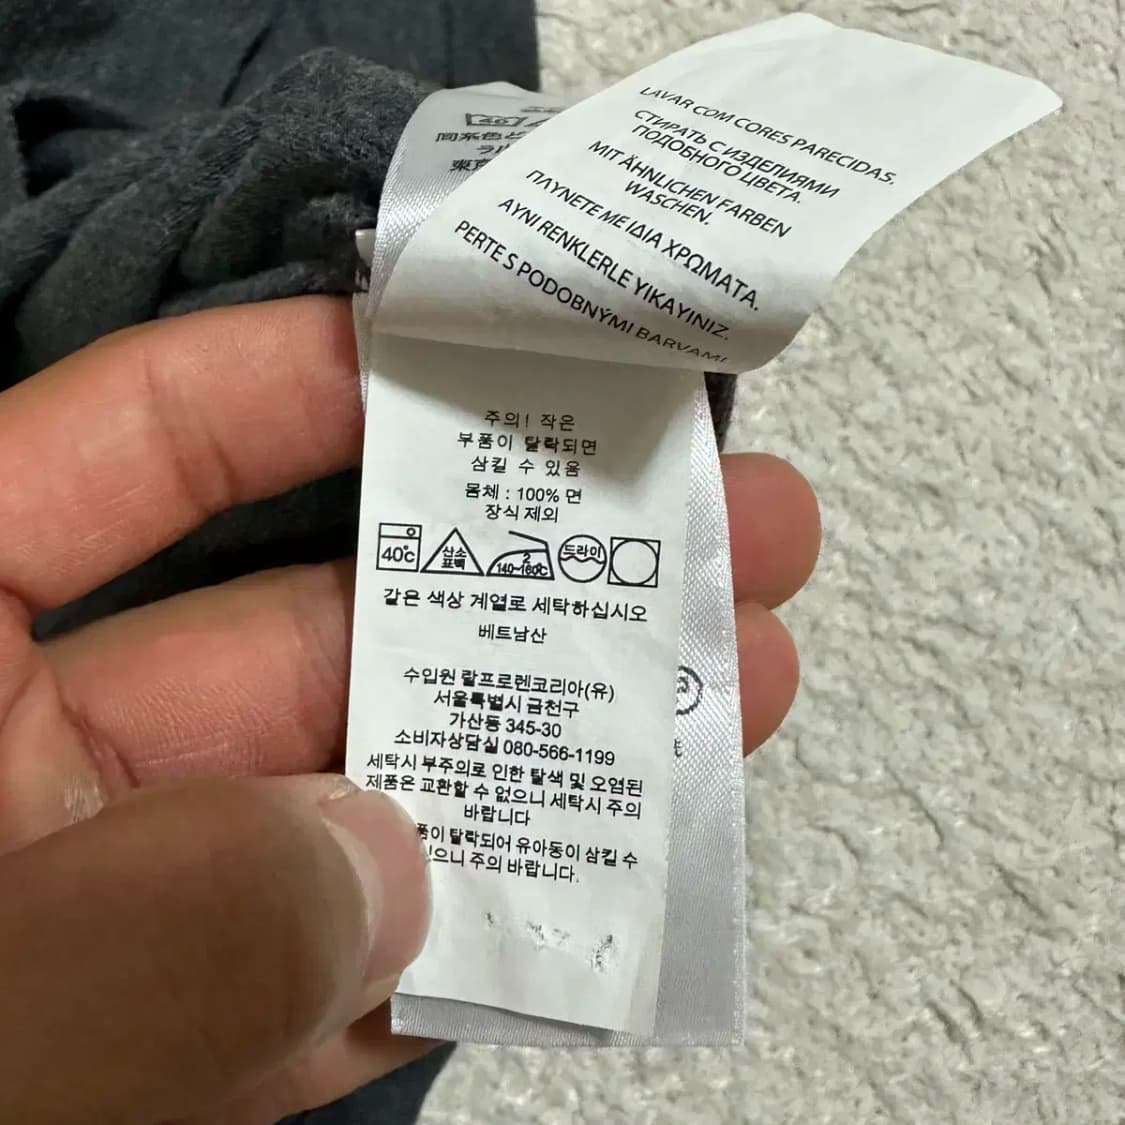 LAVAR COM CORES PARECIDAS.
СТИРАТЬ С ИЗДЕЛИЯМИ
ПОДОБНОГО ЦВЕТА.
MIT ÄHNLICHEN FARBEN
WASCHEN.
ΠΛΥΝΕΤΕ ΜΕ ΙΔΙΑ ΧΡΩΜΑΤΑ.
AYNI RENKLERLE YIKAYINIZ.
PERTE S PODOBNÝMI BARVAMI.
40
同系色と
東京
주의! 작은
부품이 탈락되면
삼킬 수 있음
몸체 : 100% 면
장식 제외
40℃ 산소 표백 2 140~160℃ 드라이
같은 색상 계열로 세탁하십시오
베트남산
수입원 랄프로렌코리아(유)
서울특별시 금천구
가산동 345-30
소비자상담실 080-566-1199
세탁시 부주의로 인한 탈색 및 오염된
제품은 교환할 수 없으니 세탁시 주의
바랍니다
품이 탈락되어 유아동이 삼킬 수
있으니 주의 바랍니다.